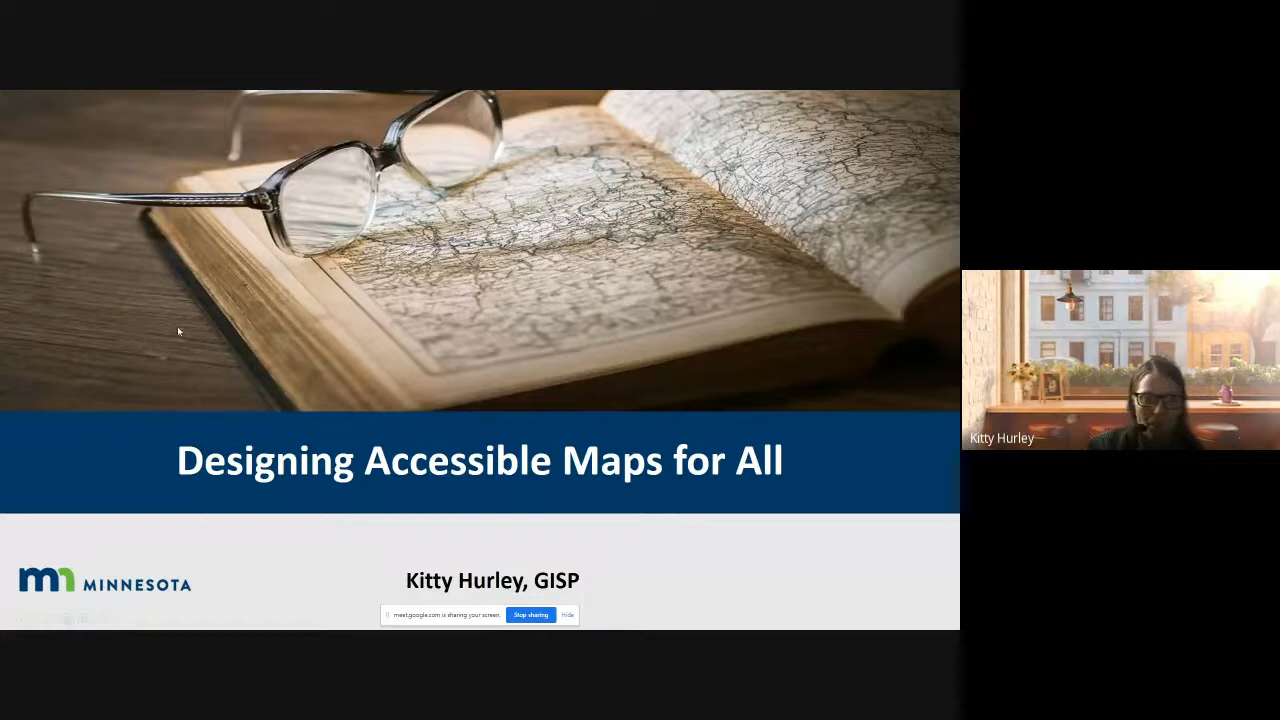 Designing Accessible Maps for All
mn MINNESOTA
Kitty Hurley, GISP
meet.google.com is sharing your screen. Stop sharing Hide
Kitty Hurley